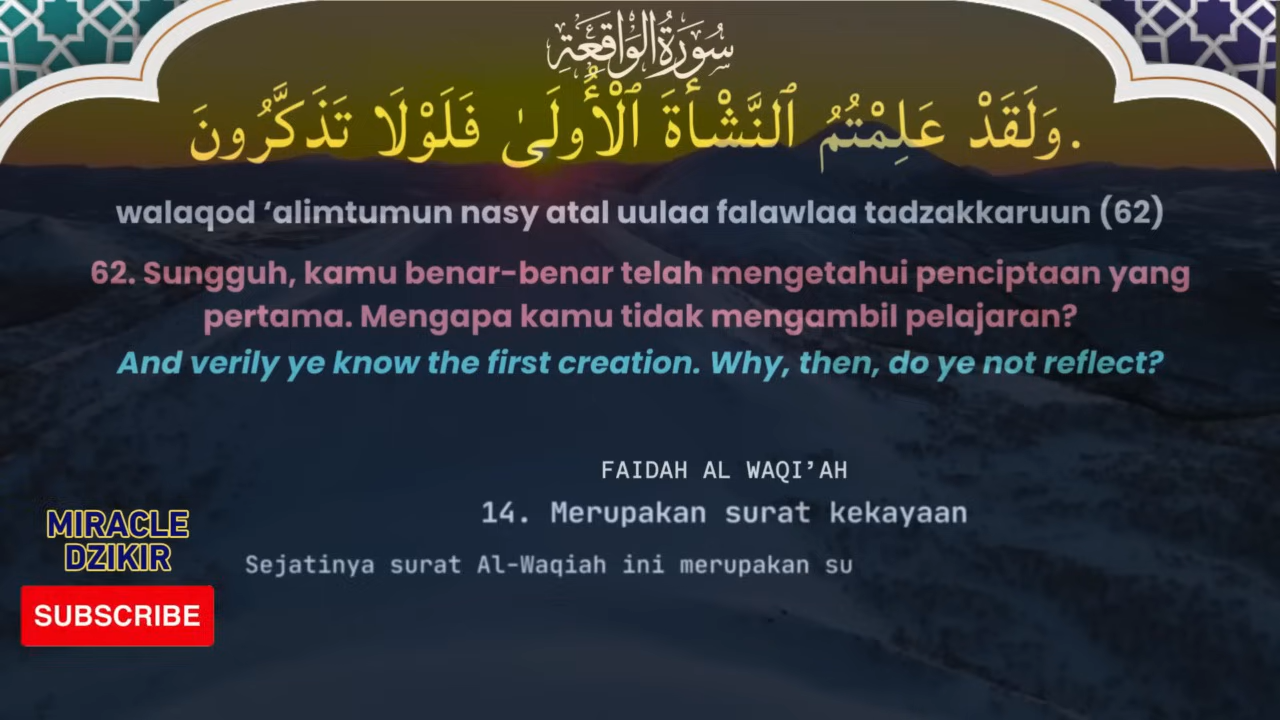 سُورَةُ الْوَاقِعَةِ
وَلَقَدْ عَلِمْتُمُ ٱلنَّشْأَةَ ٱلْأُولَىٰ فَلَوْلَا تَذَكَّرُونَ.
walaqod ‘alimtumun nasy atal uulaa falawlaa tadzakkaruun (62)
62. Sungguh, kamu benar-benar telah mengetahui penciptaan yang
pertama. Mengapa kamu tidak mengambil pelajaran?
And verily ye know the first creation. Why, then, do ye not reflect?
FAIDAH AL WAQI’AH
14. Merupakan surat kekayaan
Sejatinya surat Al-Waqiah ini merupakan su
MIRACLE
DZIKIR
SUBSCRIBE